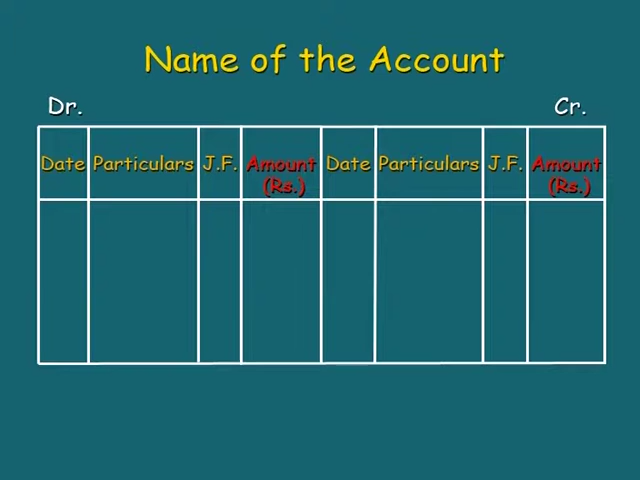 Name of the Account
Dr. Cr.
Date Particulars J.F. Amount (Rs.) Date Particulars J.F. Amount (Rs.)